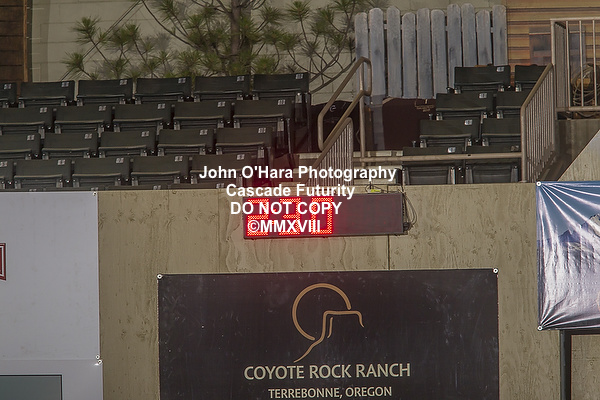 John O'Hara Photography
Cascade Futurity
DO NOT COPY
©MMXVIII
COYOTE ROCK RANCH
TERREBONNE, OREGON